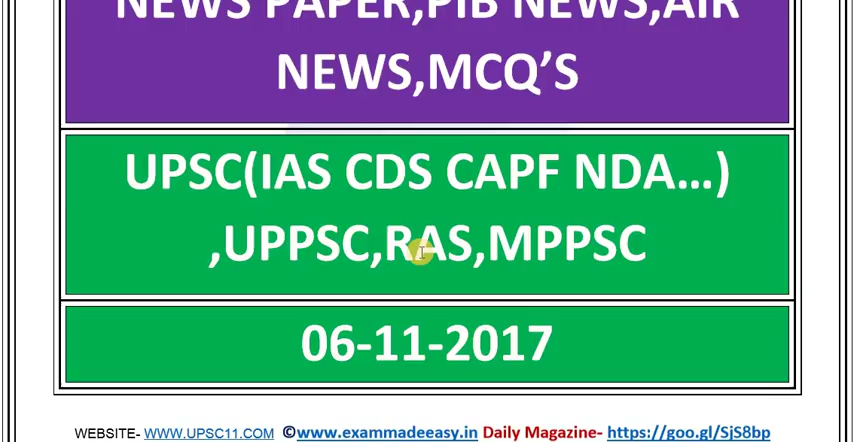 NEWS PAPER,PIB NEWS,AIR
NEWS,MCQ’S
UPSC(IAS CDS CAPF NDA…)
,UPPSC,RAS,MPPSC
06-11-2017
WEBSITE- WWW.UPSC11.COM ©www.exammadeeasy.in Daily Magazine- https://goo.gl/SjS8bp